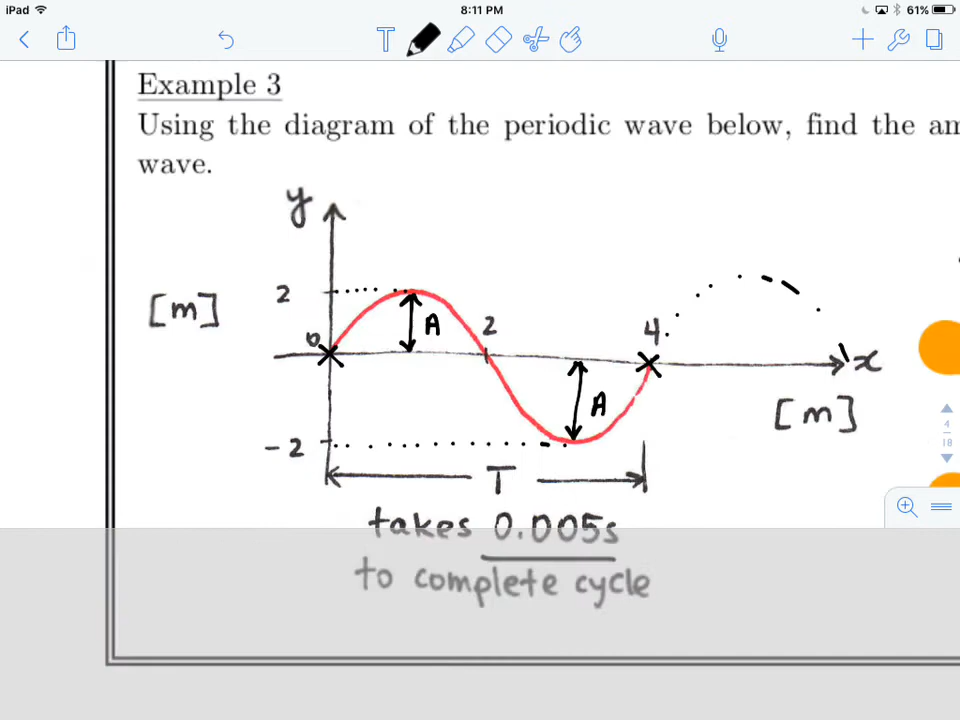 iPad 8:11 PM 61%
T
Example 3
Using the diagram of the periodic wave below, find the am
wave.
y
[m]
2
0
A
2
4
x
A
[m]
-2
T
takes 0.005s
to complete cycle
4
18